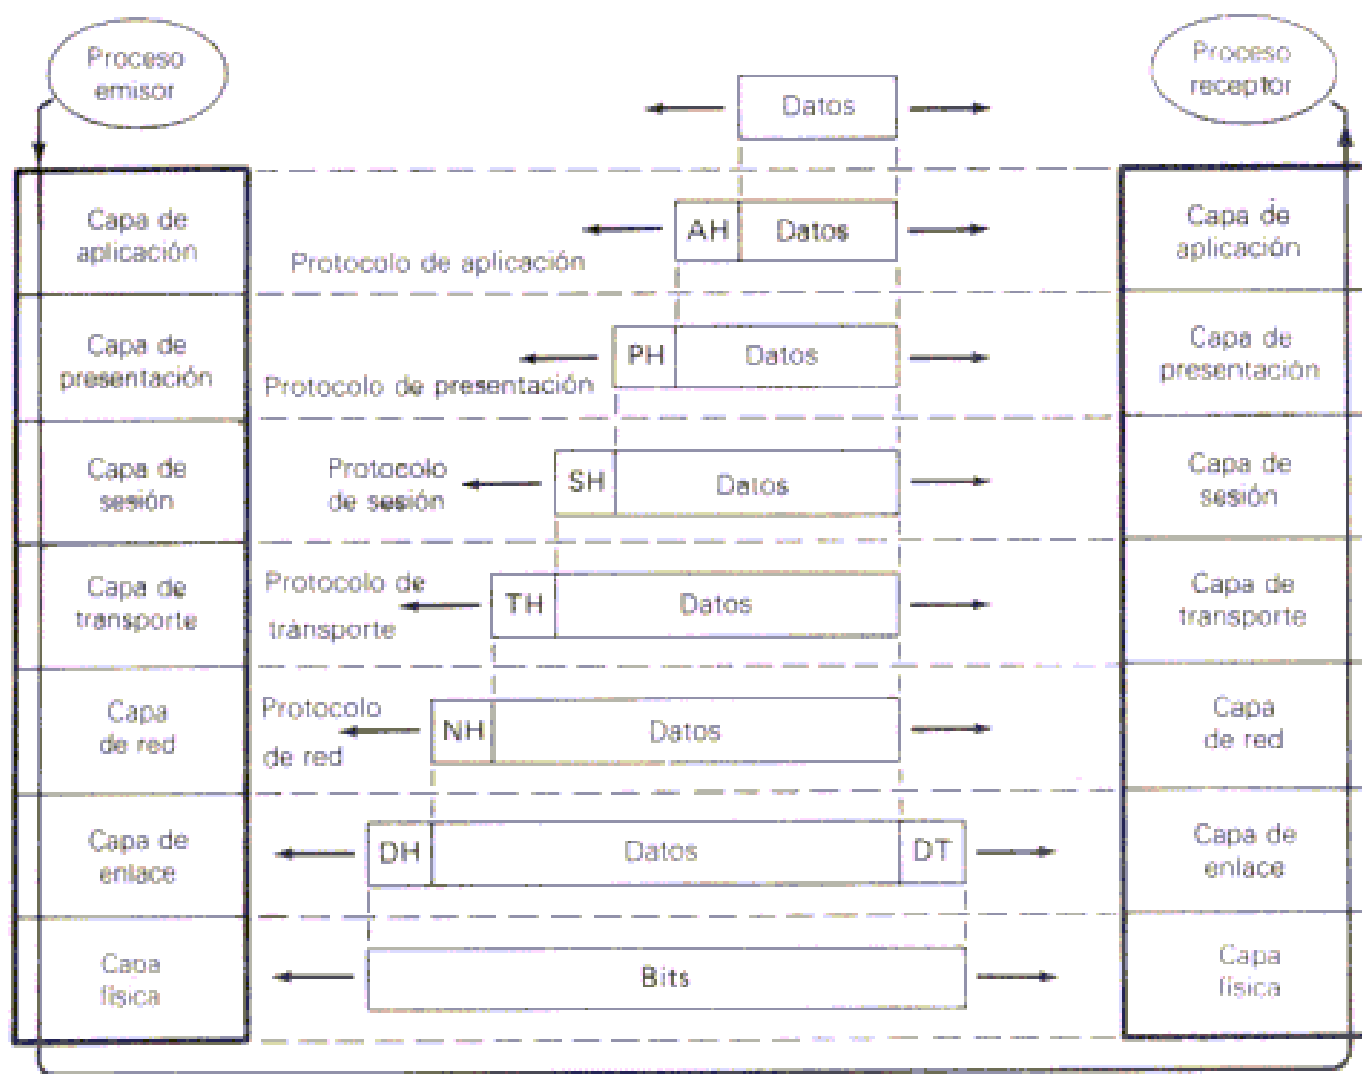 Proceso
emisor
Proceso
receptor
Datos
Capa de
aplicación
Protocolo de aplicación
AH Datos
Capa de
aplicación
Capa de
presentación
Protocolo de presentación
PH Datos
Capa de
presentación
Capa de
sesión
Protocolo
de sesión
SH Datos
Capa de
sesión
Capa de
transporte
Protocolo de
transporte
TH Datos
Capa de
transporte
Capa
de red
Protocolo
de red
NH Datos
Capa
de red
Capa de
enlace
DH Datos DT
Capa de
enlace
Capa
física
Bits
Capa
física